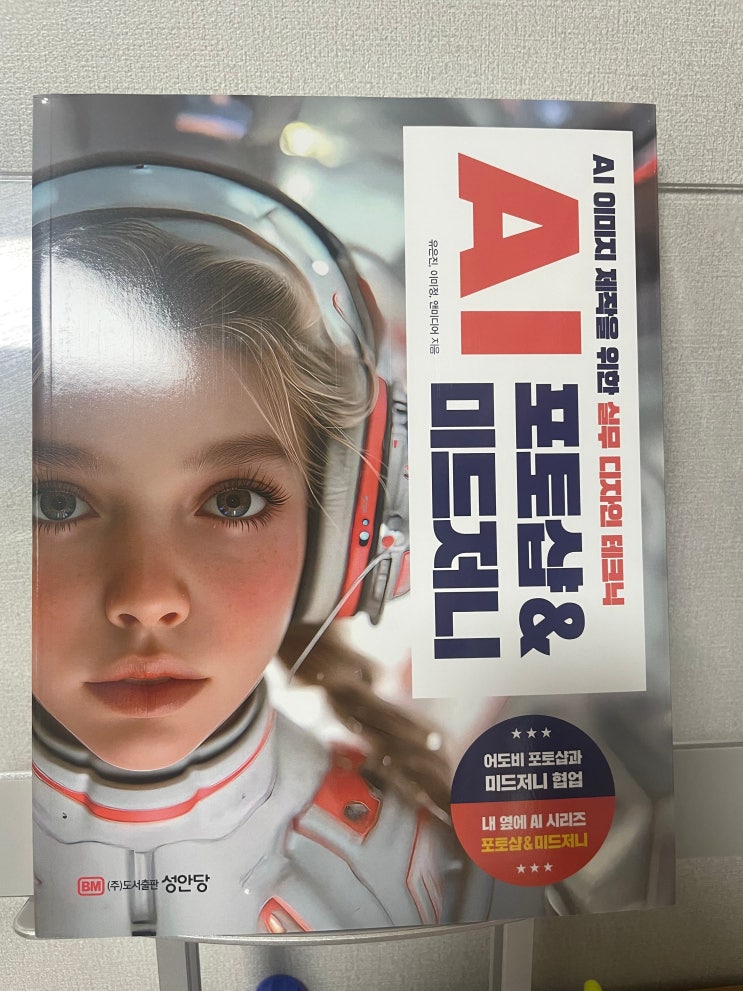 AI 이미지 제작을 위한 실무 디자인 테크닉
AI 포토샵&
미드저니
유은진, 이미정, 앤미디어 지음
★★★
어도비 포토샵과
미드저니 협업
내 옆에 AI 시리즈
포토샵&미드저니
★★★
BM (주)도서출판 성안당